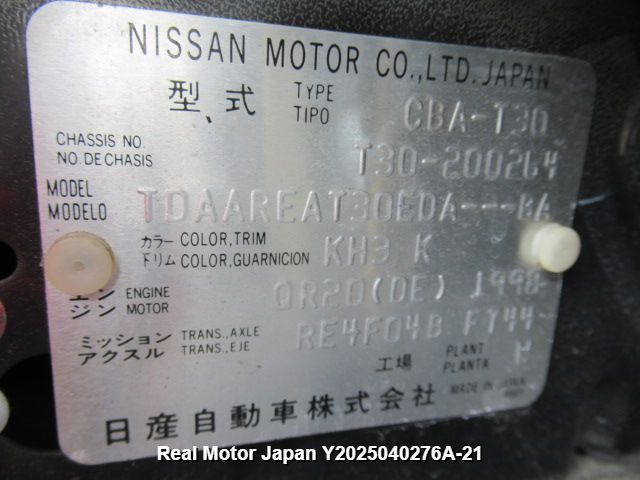 NISSAN MOTOR CO.,LTD.JAPAN
型式 TYPE TIPO CBA-T30
CHASSIS NO. NO.DE CHASIS T30-200264
MODEL MODELO TDAAREAT30EDA---BA
カラー COLOR,TRIM
トリム COLOR,GUARNICION KH3 K
エンジン ENGINE MOTOR QR20(DE) 1998
ミッション TRANS.,AXLE
アクスル TRANS.,EJE RE4F04B FT44
工場 PLANT PLANTA H
MADE IN JAPAN
日産自動車株式会社
Real Motor Japan Y2025040276A-21